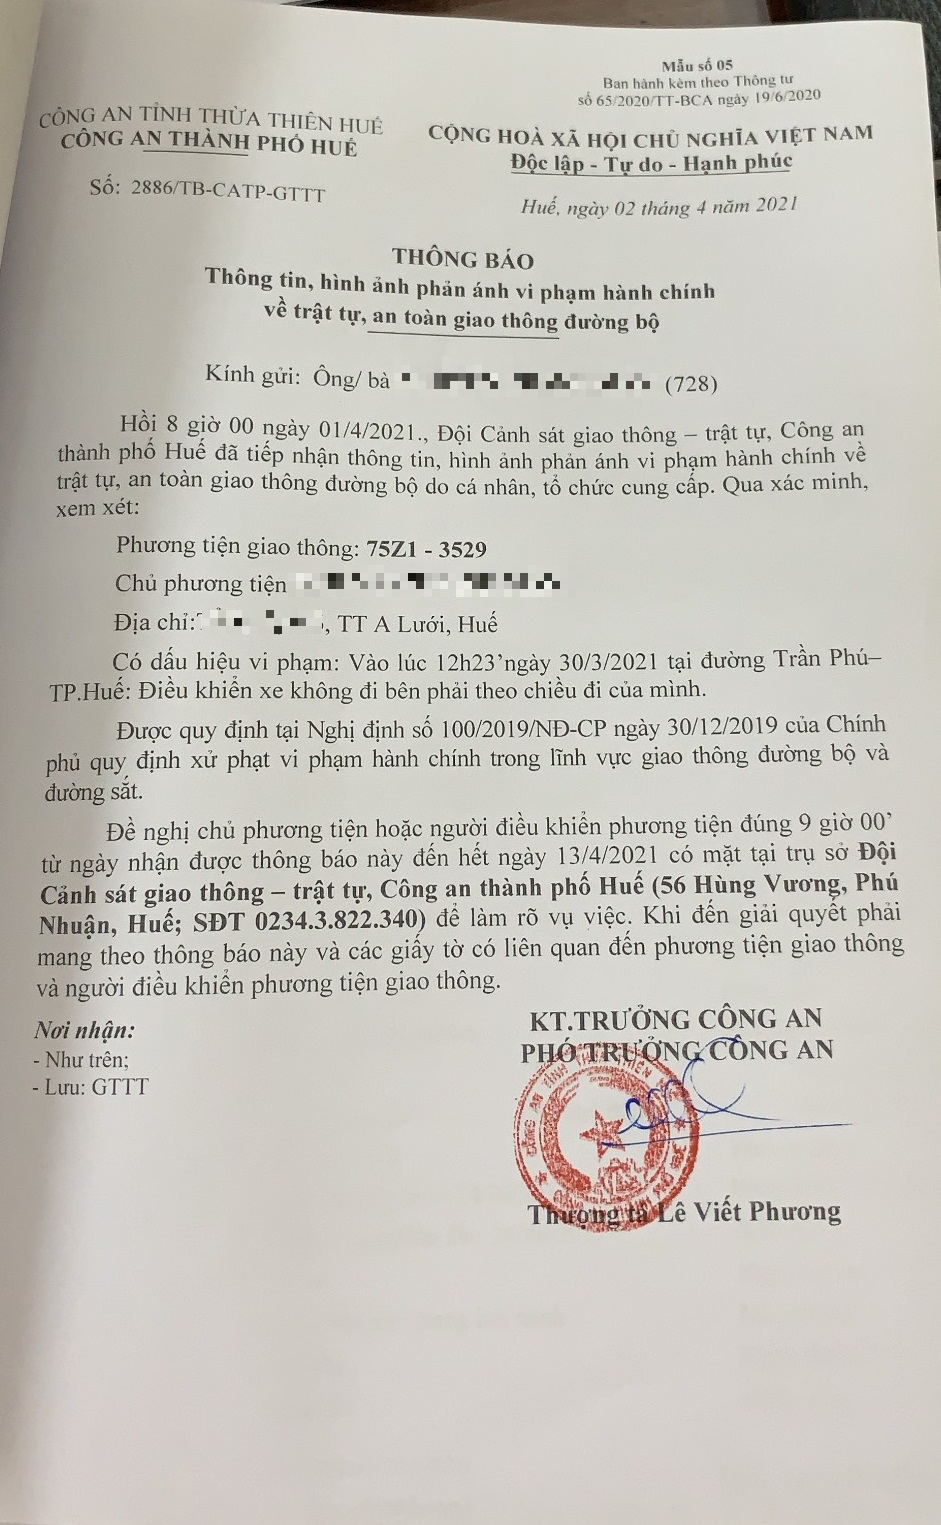 Mẫu số 05
Ban hành kèm theo Thông tư
số 65/2020/TT-BCA ngày 19/6/2020
CÔNG AN TỈNH THỪA THIÊN HUẾ
CÔNG AN THÀNH PHỐ HUẾ
Số: 2886/TB-CATP-GTTT
CỘNG HOÀ XÃ HỘI CHỦ NGHĨA VIỆT NAM
Độc lập - Tự do - Hạnh phúc
Huế, ngày 02 tháng 4 năm 2021
THÔNG BÁO
Thông tin, hình ảnh phản ánh vi phạm hành chính
về trật tự, an toàn giao thông đường bộ
Kính gửi: Ông/ bà (728)
Hồi 8 giờ 00 ngày 01/4/2021., Đội Cảnh sát giao thông – trật tự, Công an
thành phố Huế đã tiếp nhận thông tin, hình ảnh phản ánh vi phạm hành chính về
trật tự, an toàn giao thông đường bộ do cá nhân, tổ chức cung cấp. Qua xác minh,
xem xét:
Phương tiện giao thông: 75Z1 - 3529
Chủ phương tiện
Địa chỉ: , TT A Lưới, Huế
Có dấu hiệu vi phạm: Vào lúc 12h23’ngày 30/3/2021 tại đường Trần Phú–
TP.Huế: Điều khiển xe không đi bên phải theo chiều đi của mình.
Được quy định tại Nghị định số 100/2019/NĐ-CP ngày 30/12/2019 của Chính
phủ quy định xử phạt vi phạm hành chính trong lĩnh vực giao thông đường bộ và
đường sắt.
Đề nghị chủ phương tiện hoặc người điều khiển phương tiện đúng 9 giờ 00’
từ ngày nhận được thông báo này đến hết ngày 13/4/2021 có mặt tại trụ sở Đội
Cảnh sát giao thông – trật tự, Công an thành phố Huế (56 Hùng Vương, Phú
Nhuận, Huế; SĐT 0234.3.822.340) để làm rõ vụ việc. Khi đến giải quyết phải
mang theo thông báo này và các giấy tờ có liên quan đến phương tiện giao thông
và người điều khiển phương tiện giao thông.
Nơi nhận:
- Như trên;
- Lưu: GTTT
KT.TRƯỞNG CÔNG AN
PHÓ TRƯỞNG CÔNG AN
Thượng tá Lê Viết Phương